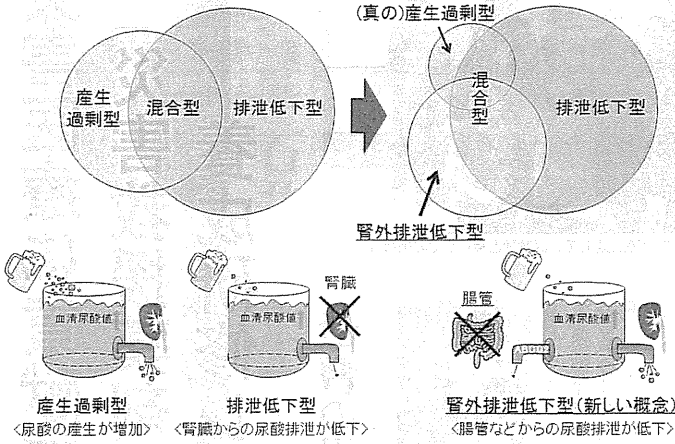 産生
過剰型
混合型
排泄低下型
(真の)産生過剰型
混合型
排泄低下型
腎外排泄低下型
血清尿酸値
産生過剰型
<尿酸の産生が増加>
腎臓
血清尿酸値
排泄低下型
<腎臓からの尿酸排泄が低下>
腸管
血清尿酸値
腎外排泄低下型(新しい概念)
<腸管などからの尿酸排泄が低下>